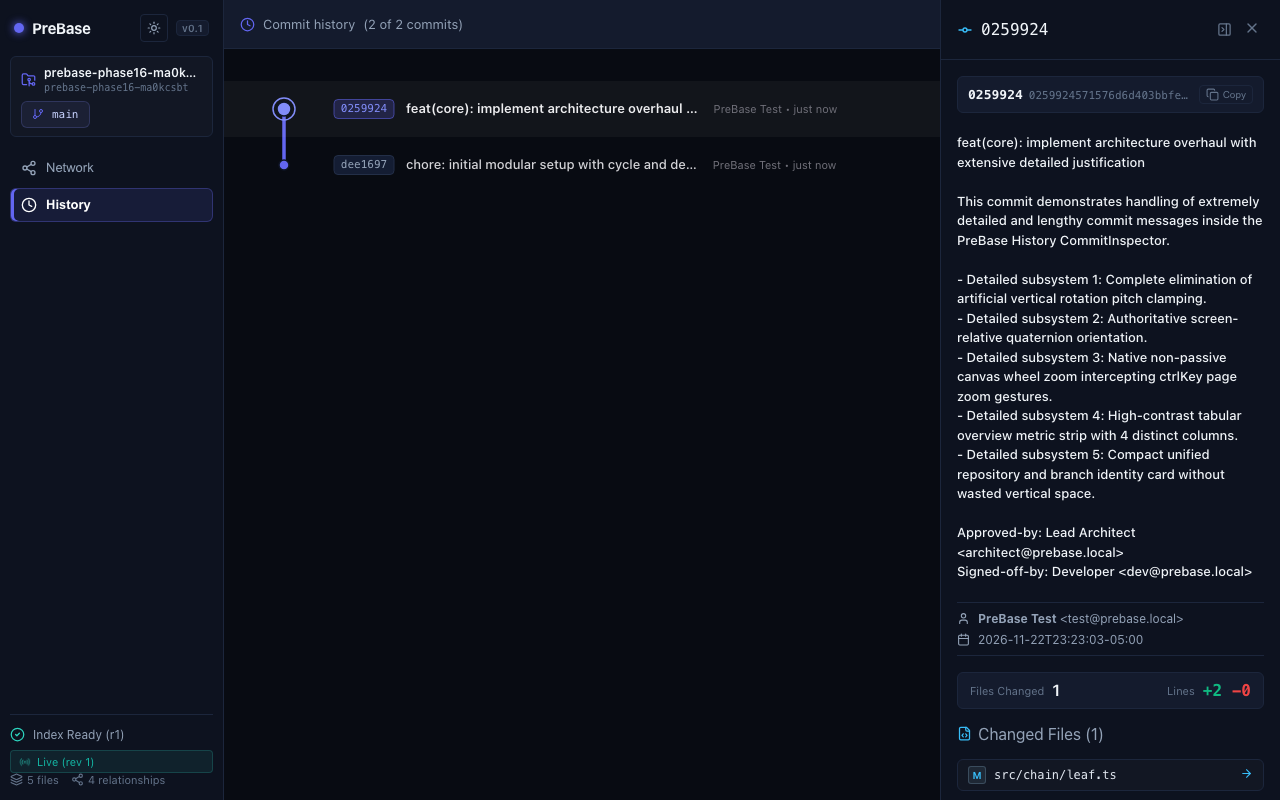 PreBase
v0.1
prebase-phase16-ma0k...
prebase-phase16-ma0kcsbt
main
Network
History
Index Ready (r1)
Live (rev 1)
5 files
4 relationships
Commit history (2 of 2 commits)
0259924
feat(core): implement architecture overhaul ...
PreBase Test • just now
dee1697
chore: initial modular setup with cycle and de...
PreBase Test • just now
0259924
0259924 0259924571576d6d403bbfe…
Copy
feat(core): implement architecture overhaul with
extensive detailed justification
This commit demonstrates handling of extremely
detailed and lengthy commit messages inside the
PreBase History CommitInspector.
- Detailed subsystem 1: Complete elimination of
artificial vertical rotation pitch clamping.
- Detailed subsystem 2: Authoritative screen-
relative quaternion orientation.
- Detailed subsystem 3: Native non-passive
canvas wheel zoom intercepting ctrlKey page
zoom gestures.
- Detailed subsystem 4: High-contrast tabular
overview metric strip with 4 distinct columns.
- Detailed subsystem 5: Compact unified
repository and branch identity card without
wasted vertical space.
Approved-by: Lead Architect
<architect@prebase.local>
Signed-off-by: Developer <dev@prebase.local>
PreBase Test <test@prebase.local>
2026-11-22T23:23:03-05:00
Files Changed 1
Lines +2 −0
Changed Files (1)
M src/chain/leaf.ts